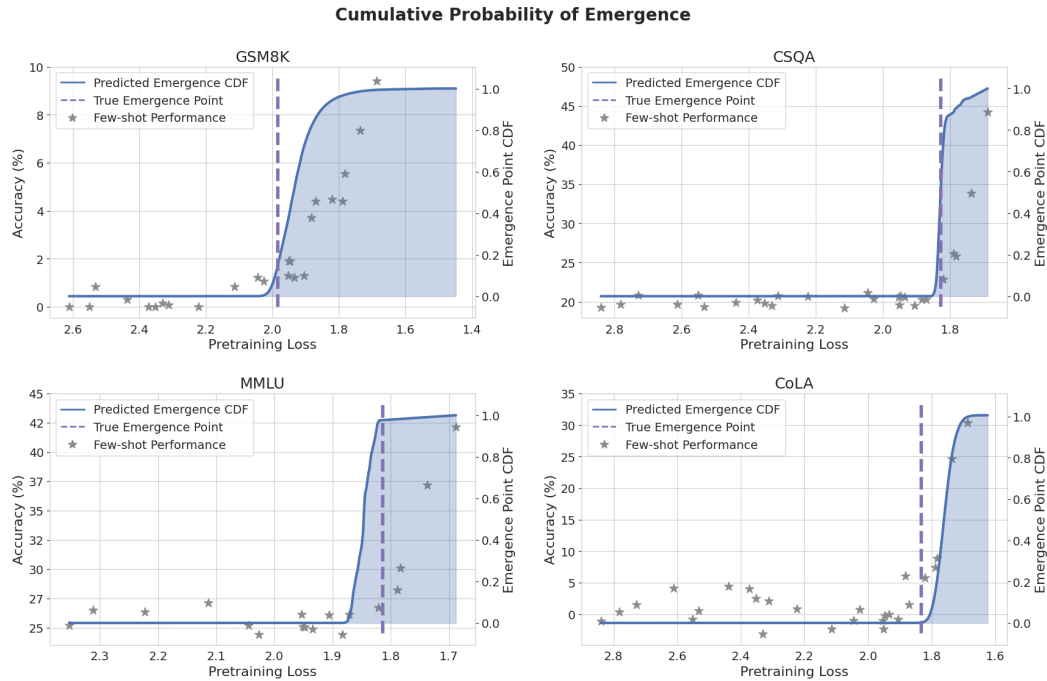 Cumulative Probability of Emergence
GSM8K
Predicted Emergence CDF
True Emergence Point
Few-shot Performance
Accuracy (%)
10
8
6
4
2
0
Emergence Point CDF
1.0
0.8
0.6
0.4
0.2
0.0
2.6 2.4 2.2 2.0 1.8 1.6 1.4
Pretraining Loss
CSQA
Predicted Emergence CDF
True Emergence Point
Few-shot Performance
Accuracy (%)
50
45
40
35
30
25
20
Emergence Point CDF
1.0
0.8
0.6
0.4
0.2
0.0
2.8 2.6 2.4 2.2 2.0 1.8
Pretraining Loss
MMLU
Predicted Emergence CDF
True Emergence Point
Few-shot Performance
Accuracy (%)
45
42
40
37
35
32
30
27
25
Emergence Point CDF
1.0
0.8
0.6
0.4
0.2
0.0
2.3 2.2 2.1 2.0 1.9 1.8 1.7
Pretraining Loss
CoLA
Predicted Emergence CDF
True Emergence Point
Few-shot Performance
Accuracy (%)
35
30
25
20
15
10
5
0
Emergence Point CDF
1.0
0.8
0.6
0.4
0.2
0.0
2.8 2.6 2.4 2.2 2.0 1.8 1.6
Pretraining Loss